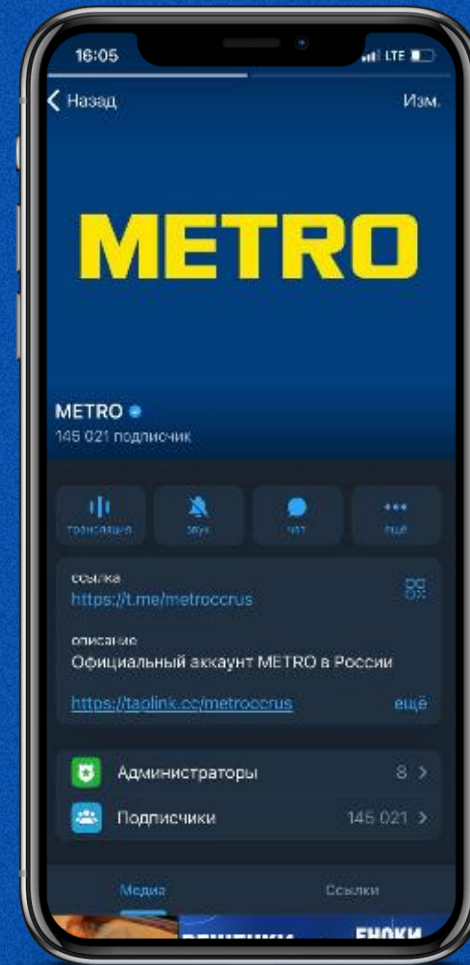 16:05
LTE
Назад
Изм.
METRO
METRO
145 021 подписчик
трансляция
звук
чат
ещё
ссылка
https://t.me/metroccrus
описание
Официальный аккаунт METRO в России
https://taplink.cc/metroccrus
ещё
Администраторы
8
Подписчики
145 021
Медиа
Ссылки
ЕНОКИ